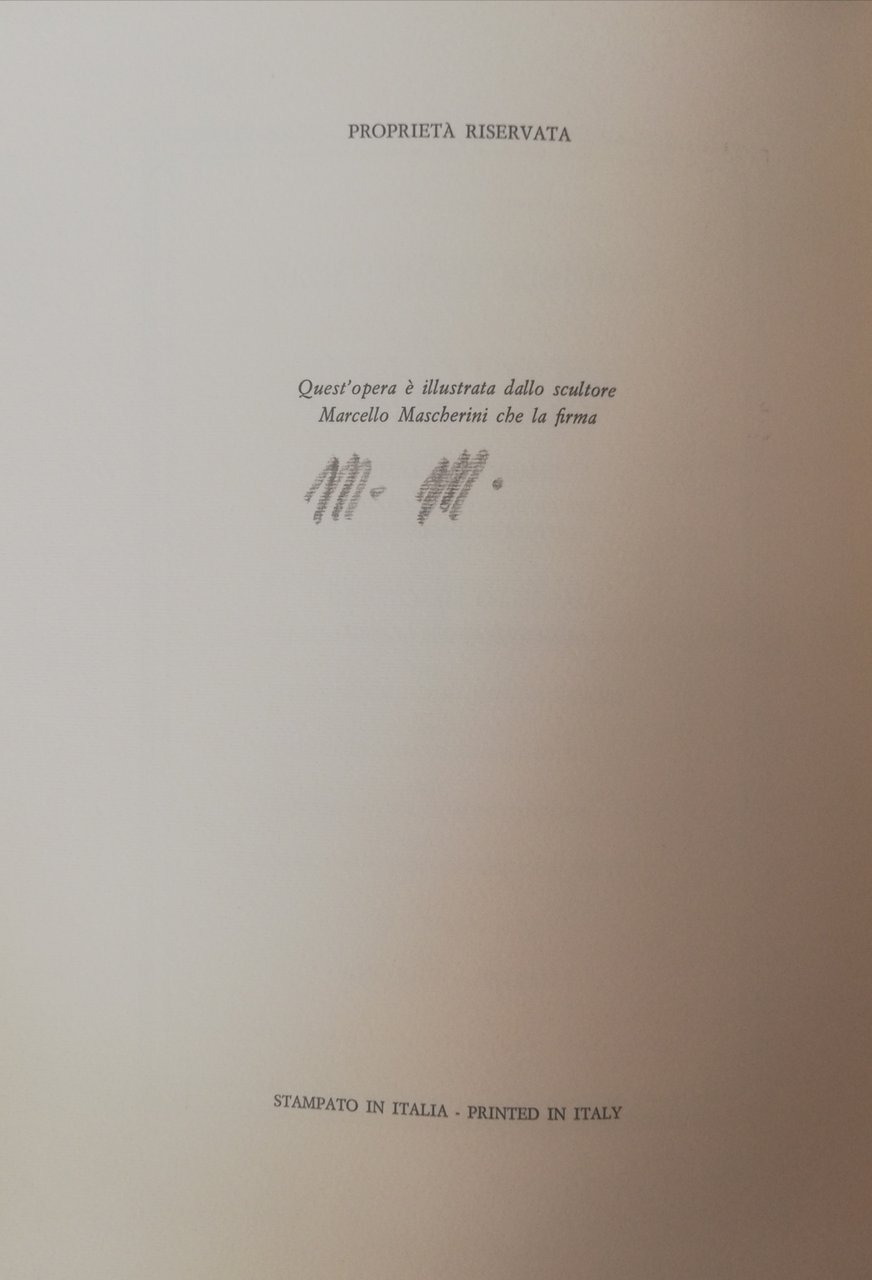 PROPRIETÀ RISERVATA
Quest'opera è illustrata dallo scultore
Marcello Mascherini che la firma
M. M.
STAMPATO IN ITALIA - PRINTED IN ITALY